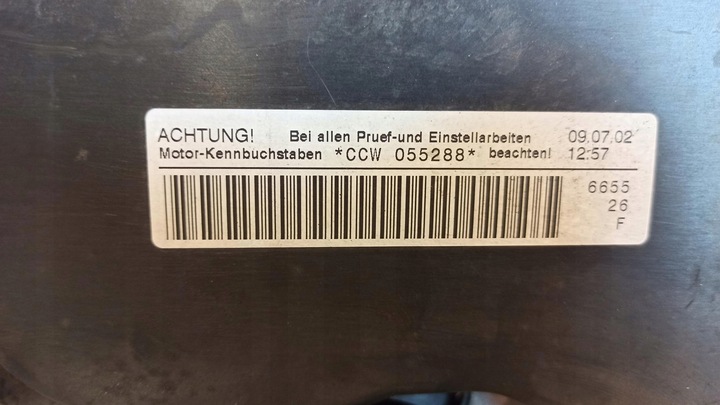 ACHTUNG! Bei allen Pruef-und Einstellarbeiten 09.07.02
Motor-Kennbuchstaben *CCW 055288* beachten! 12:57
6655
26
F